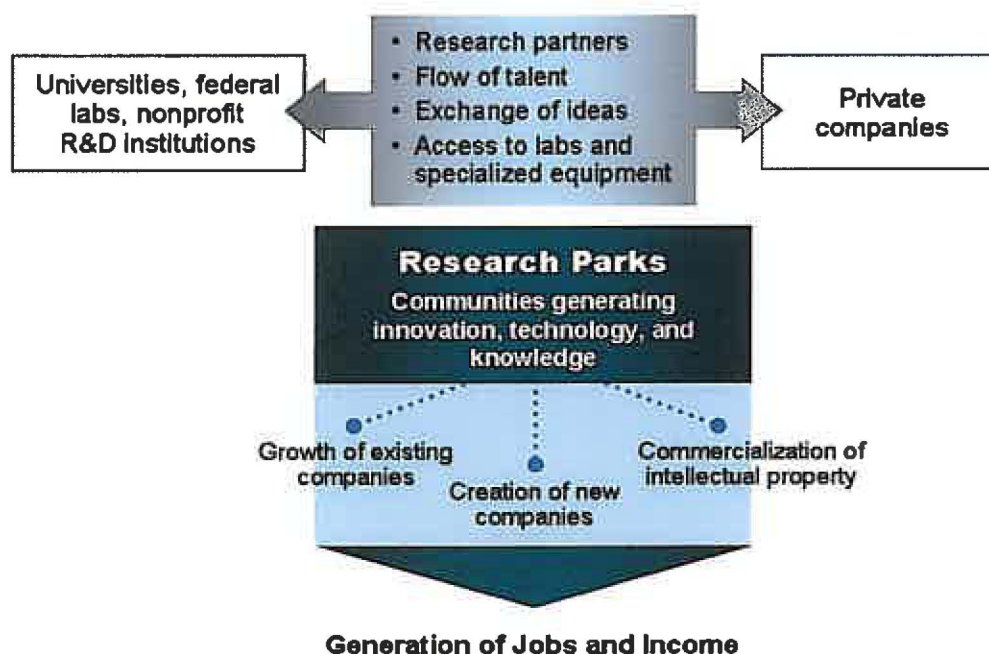 Universities, federal
labs, nonprofit
R&D institutions
• Research partners
• Flow of talent
• Exchange of ideas
• Access to labs and
specialized equipment
Private
companies
Research Parks
Communities generating
innovation, technology, and
knowledge
Growth of existing
companies
Creation of new
companies
Commercialization of
intellectual property
Generation of Jobs and Income